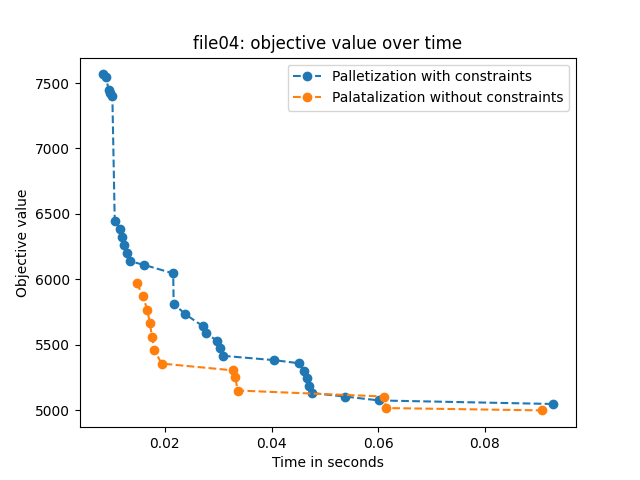 file04: objective value over time
Palletization with constraints
Palatalization without constraints
Objective value
7500
7000
6500
6000
5500
5000
0.02 0.04 0.06 0.08
Time in seconds